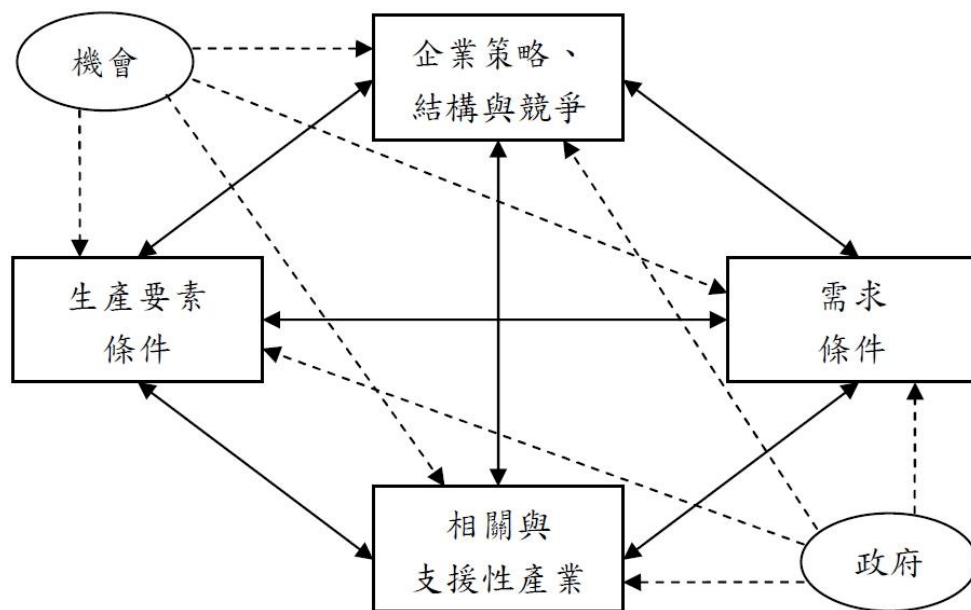 機會
企業策略、
結構與競爭
生產要素
條件
需求
條件
相關與
支援性產業
政府